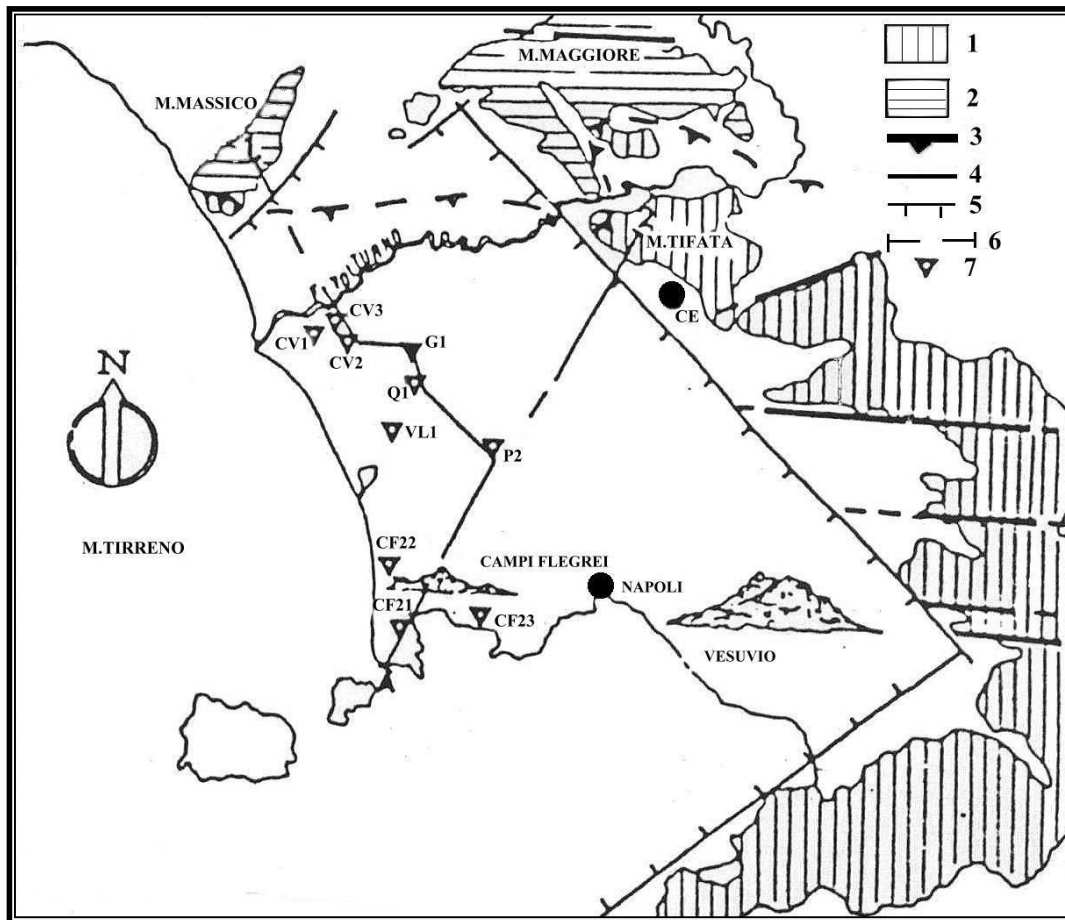 M.MAGGIORE
M.MASSICO
1
2
3
4
5
6
7
M.TIFATA
CE
F. VOLTURNO
CV3
CV1
CV2
G1
Q1
VL1
P2
N
M.TIRRENO
CF22
CAMPI FLEGREI
NAPOLI
CF21
CF23
VESUVIO